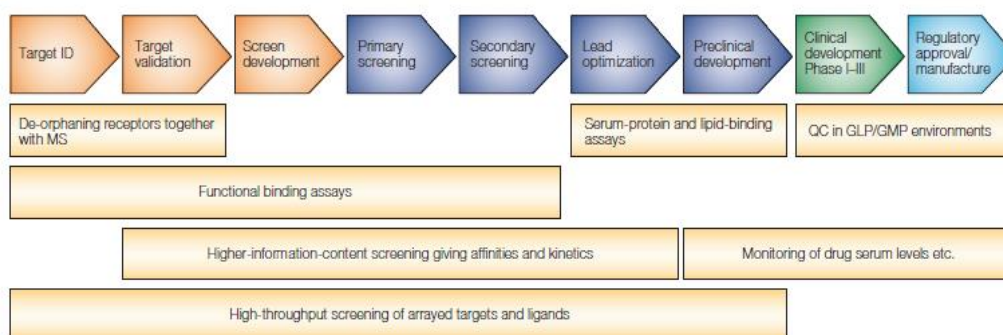 Target ID
Target
validation
Screen
development
Primary
screening
Secondary
screening
Lead
optimization
Preclinical
development
Clinical
development
Phase I–III
Regulatory
approval/
manufacture
De-orphaning receptors together
with MS
Serum-protein and lipid-binding
assays
QC in GLP/GMP environments
Functional binding assays
Higher-information-content screening giving affinities and kinetics
Monitoring of drug serum levels etc.
High-throughput screening of arrayed targets and ligands